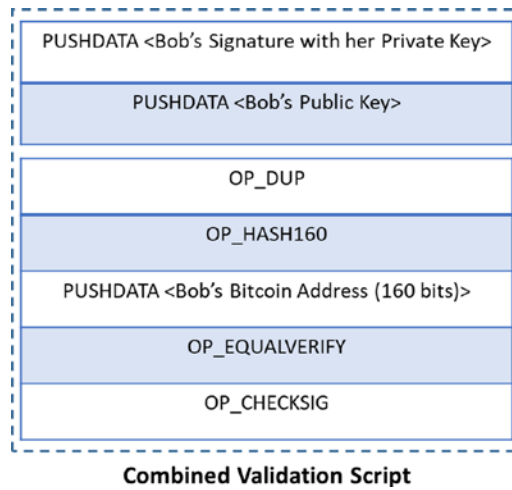 PUSHDATA <Bob’s Signature with her Private Key>
PUSHDATA <Bob’s Public Key>
OP_DUP
OP_HASH160
PUSHDATA <Bob’s Bitcoin Address (160 bits)>
OP_EQUALVERIFY
OP_CHECKSIG
Combined Validation Script